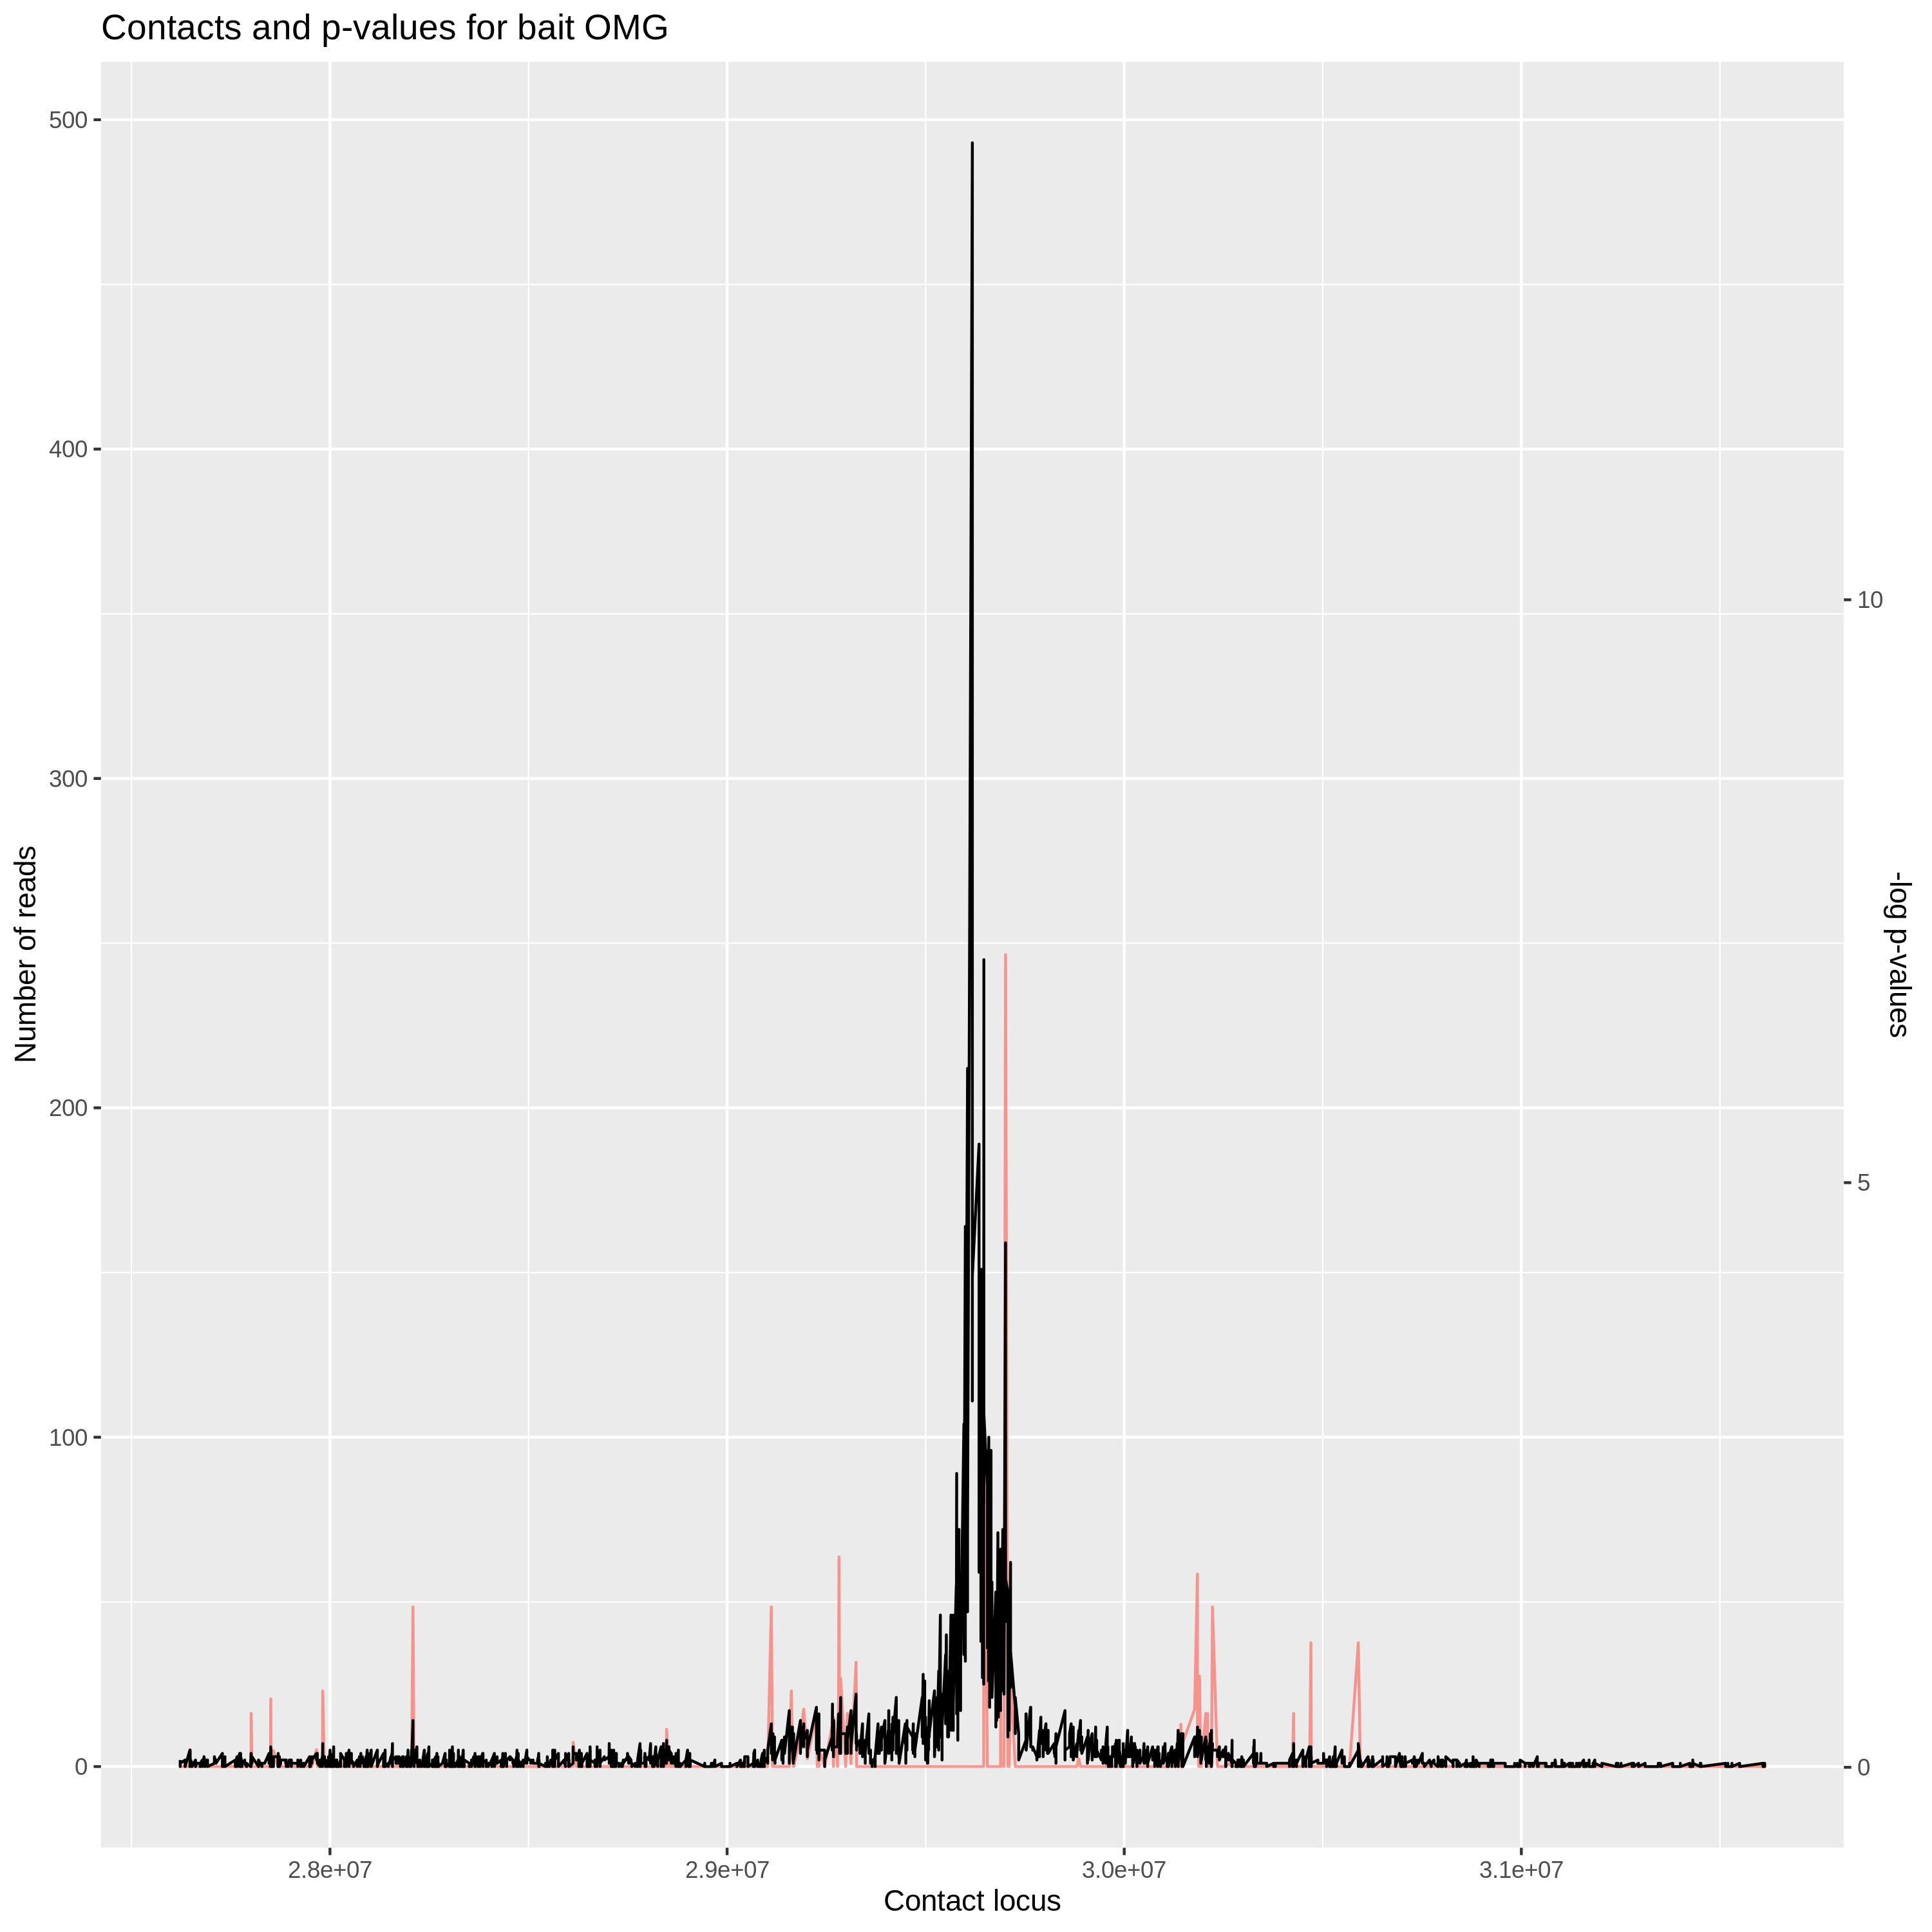 Contacts and p-values for bait OMG
500
400
300
200
100
0
Number of reads
10
5
0
-log p-values
2.8e+07
2.9e+07
3.0e+07
3.1e+07
Contact locus